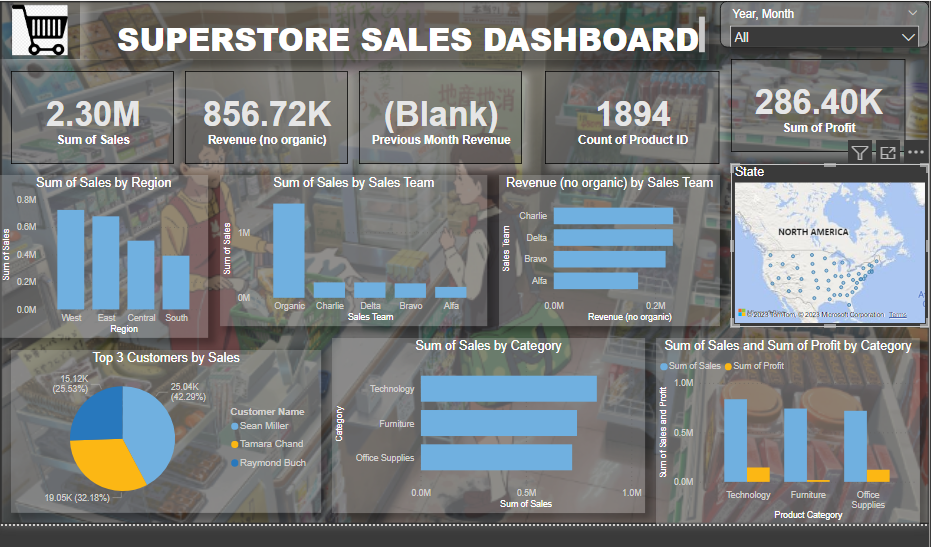 SUPERSTORE SALES DASHBOARD
Year, Month
All
2.30M
Sum of Sales
856.72K
Revenue (no organic)
(Blank)
Previous Month Revenue
1894
Count of Product ID
286.40K
Sum of Profit
Sum of Sales by Region
Sum of Sales
0.8M
0.6M
0.4M
0.2M
0.0M
West
East
Central
South
Region
Sum of Sales by Sales Team
Sum of Sales
1M
0M
Organic
Charlie
Delta
Bravo
Alfa
Sales Team
Revenue (no organic) by Sales Team
Sales Team
Charlie
Delta
Bravo
Alfa
0.0M
0.2M
Revenue (no organic)
State
NORTH AMERICA
© 2023 TomTom, © 2023 Microsoft Corporation Terms
Top 3 Customers by Sales
15.12K
(25.53%)
25.04K
(42.29%)
19.05K (32.18%)
Customer Name
Sean Miller
Tamara Chand
Raymond Buch
Sum of Sales by Category
Category
Technology
Furniture
Office Supplies
0.0M
0.5M
1.0M
Sum of Sales
Sum of Sales and Sum of Profit by Category
Sum of Sales
Sum of Profit
Sum of Sales and Profit
1.0M
0.5M
0.0M
Technology
Furniture
Office
Supplies
Product Category